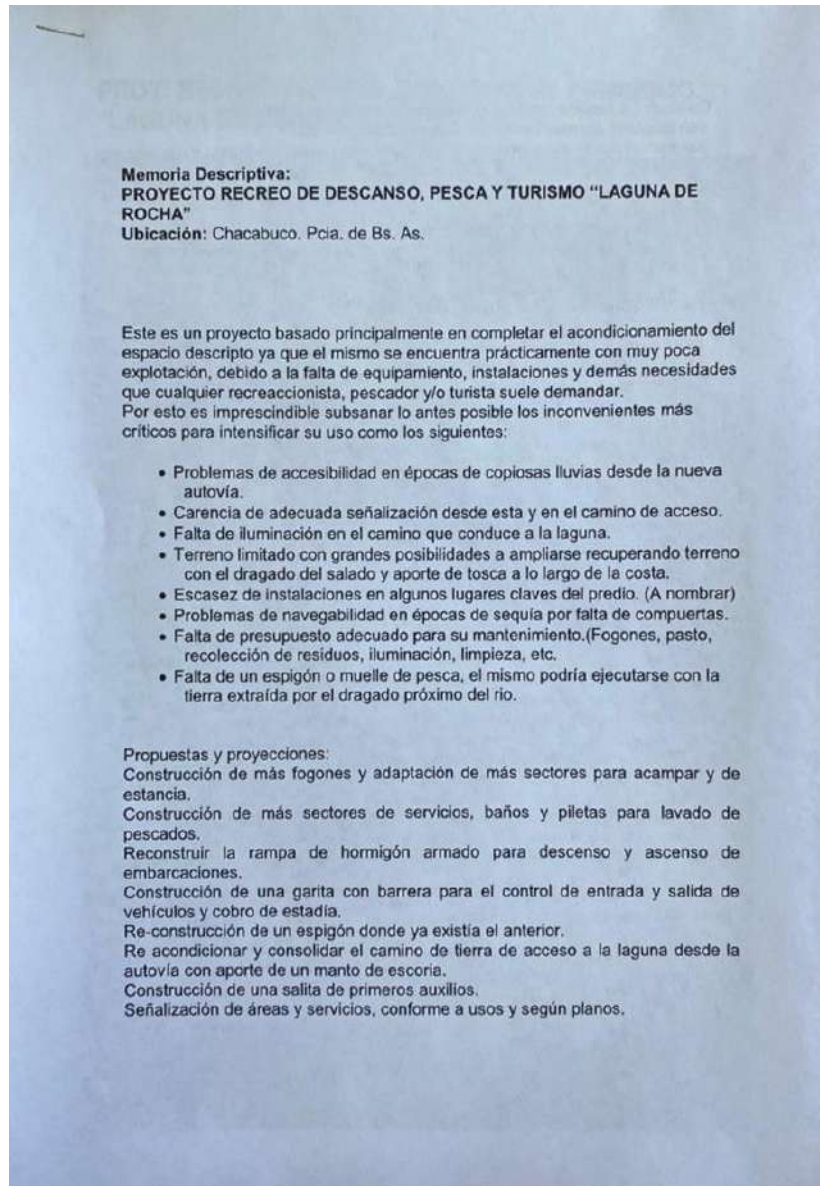 Memoria Descriptiva:
PROYECTO RECREO DE DESCANSO, PESCA Y TURISMO “LAGUNA DE
ROCHA”
Ubicación: Chacabuco. Pcia. de Bs. As.
Este es un proyecto basado principalmente en completar el acondicionamiento del
espacio descripto ya que el mismo se encuentra prácticamente con muy poca
explotación, debido a la falta de equipamiento, instalaciones y demás necesidades
que cualquier recreaccionista, pescador y/o turista suele demandar.
Por esto es imprescindible subsanar lo antes posible los inconvenientes más
críticos para intensificar su uso como los siguientes:
• Problemas de accesibilidad en épocas de copiosas lluvias desde la nueva
autovía.
• Carencia de adecuada señalización desde esta y en el camino de acceso.
• Falta de iluminación en el camino que conduce a la laguna.
• Terreno limitado con grandes posibilidades a ampliarse recuperando terreno
con el dragado del salado y aporte de tosca a lo largo de la costa.
• Escasez de instalaciones en algunos lugares claves del predio. (A nombrar)
• Problemas de navegabilidad en épocas de sequía por falta de compuertas.
• Falta de presupuesto adecuado para su mantenimiento.(Fogones, pasto,
recolección de residuos, iluminación, limpieza, etc.
• Falta de un espigón o muelle de pesca, el mismo podría ejecutarse con la
tierra extraída por el dragado próximo del rio.
Propuestas y proyecciones:
Construcción de más fogones y adaptación de más sectores para acampar y de
estancia.
Construcción de más sectores de servicios, baños y piletas para lavado de
pescados.
Reconstruir la rampa de hormigón armado para descenso y ascenso de
embarcaciones.
Construcción de una garita con barrera para el control de entrada y salida de
vehículos y cobro de estadía.
Re-construcción de un espigón donde ya existía el anterior.
Re acondicionar y consolidar el camino de tierra de acceso a la laguna desde la
autovía con aporte de un manto de escoria.
Construcción de una salita de primeros auxilios.
Señalización de áreas y servicios, conforme a usos y según planos.